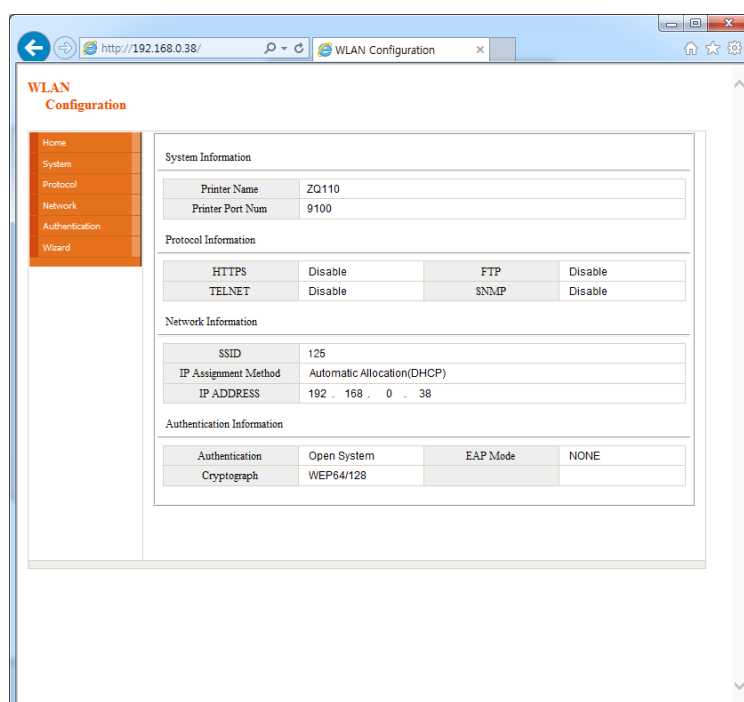 http://192.168.0.38/
WLAN Configuration
WLAN
Configuration
Home
System
Protocol
Network
Authentication
Wizard
System Information
Printer Name ZQ110
Printer Port Num 9100
Protocol Information
HTTPS Disable FTP Disable
TELNET Disable SNMP Disable
Network Information
SSID 125
IP Assignment Method Automatic Allocation(DHCP)
IP ADDRESS 192 . 168 . 0 . 38
Authentication Information
Authentication Open System EAP Mode NONE
Cryptograph WEP64/128